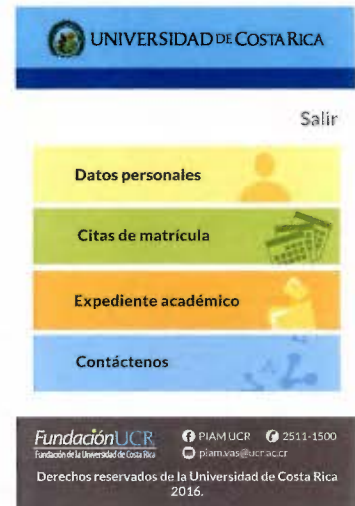 UNIVERSIDAD DE COSTA RICA
Salir
Datos personales
Citas de matrícula
Expediente académico
Contáctenos
FundaciónUCR
Fundación de la Universidad de Costa Rica
PIAM UCR 2511-1500
piam.vas@ucr.ac.cr
Derechos reservados de la Universidad de Costa Rica
2016.